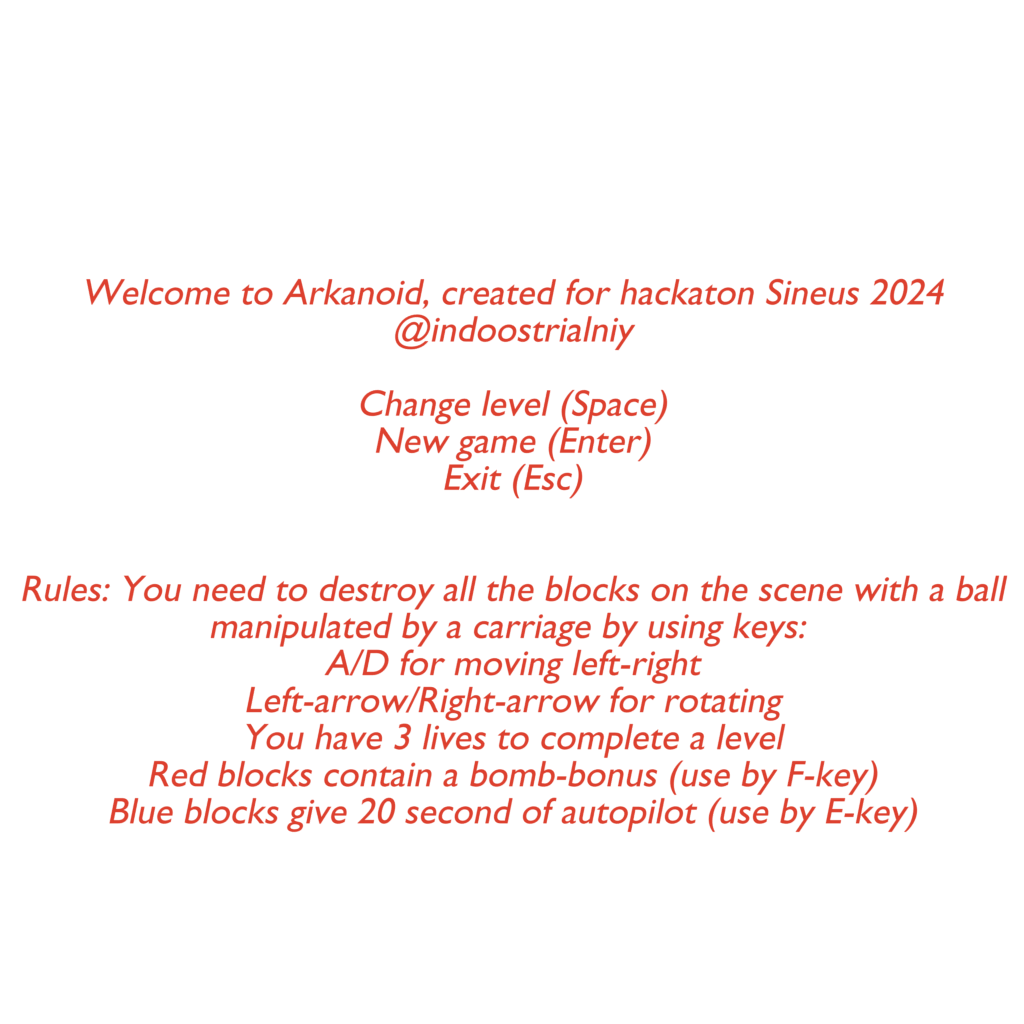 Welcome to Arkanoid, created for hackaton Sineus 2024
@indoostrialniy
Change level (Space)
New game (Enter)
Exit (Esc)
Rules: You need to destroy all the blocks on the scene with a ball
manipulated by a carriage by using keys:
A/D for moving left-right
Left-arrow/Right-arrow for rotating
You have 3 lives to complete a level
Red blocks contain a bomb-bonus (use by F-key)
Blue blocks give 20 second of autopilot (use by E-key)